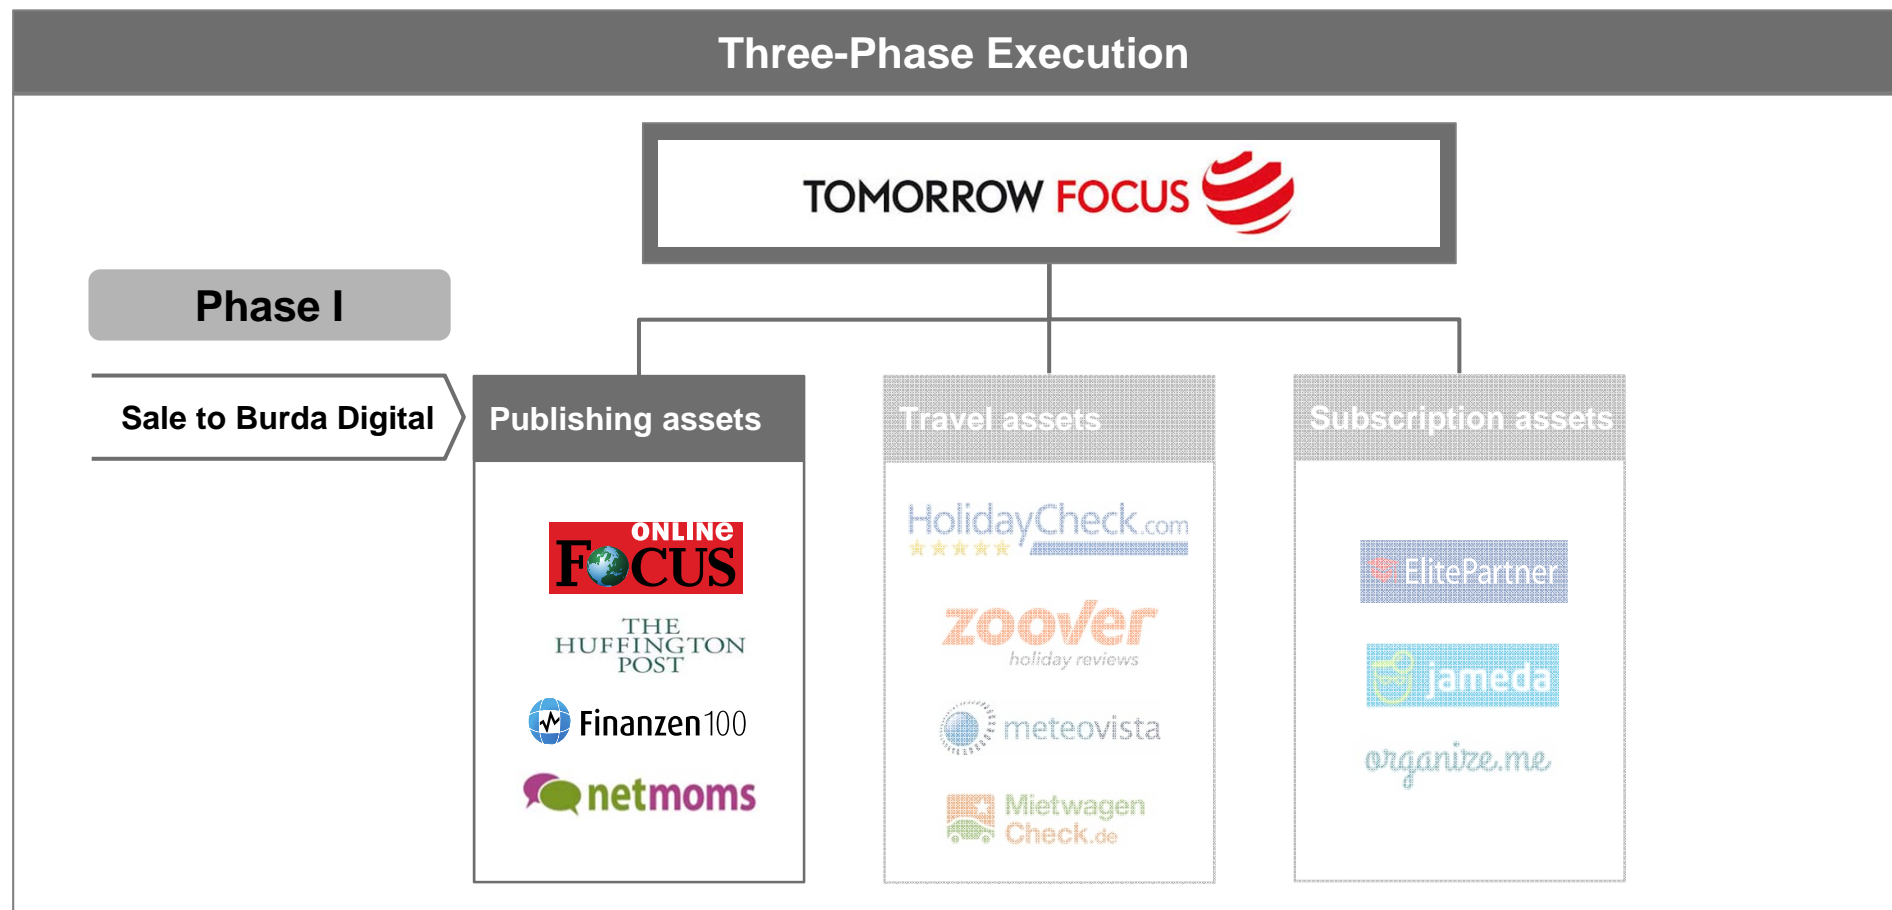 Three-Phase Execution
TOMORROW FOCUS
Phase I
Sale to Burda Digital
Publishing assets
Travel assets
Subscription assets
ONLINe
FOCUS
THE
HUFFINGTON
POST
Finanzen100
netmoms
HolidayCheck.com
zoover
holiday reviews
meteovista
Mietwagen
Check.de
ElitePartner
jameda
organize.me